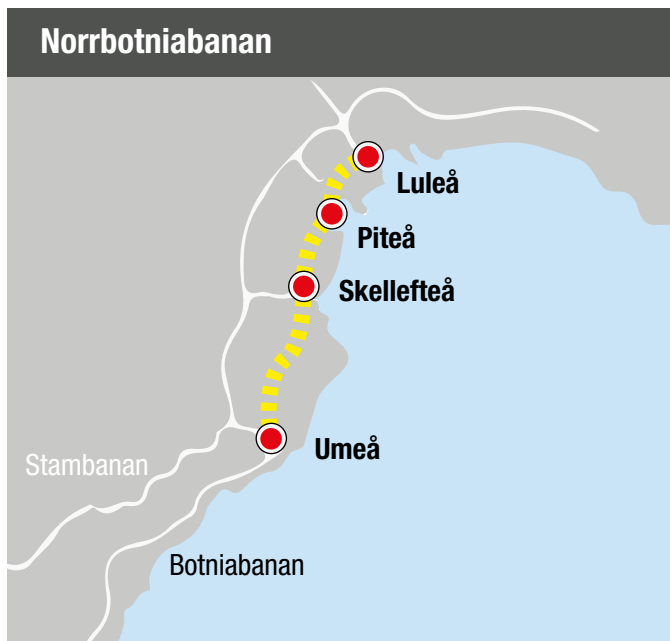 Norrbotniabanan
Luleå
Piteå
Skellefteå
Umeå
Stambanan
Botniabanan